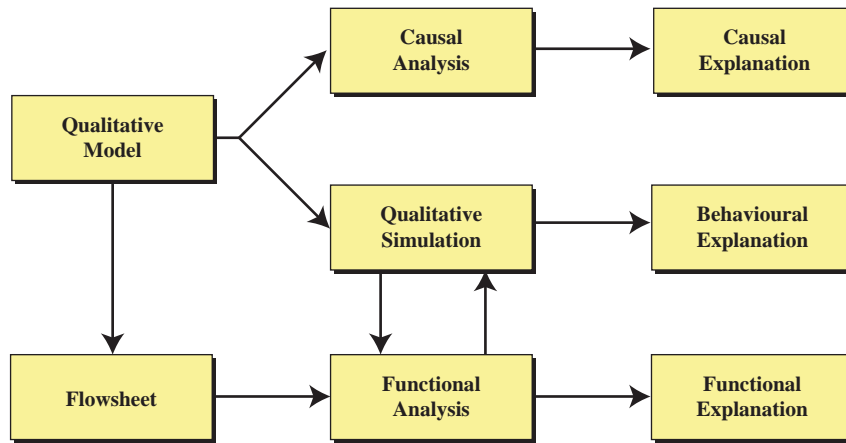 Causal
Analysis
Causal
Explanation
Qualitative
Model
Qualitative
Simulation
Behavioural
Explanation
Flowsheet
Functional
Analysis
Functional
Explanation